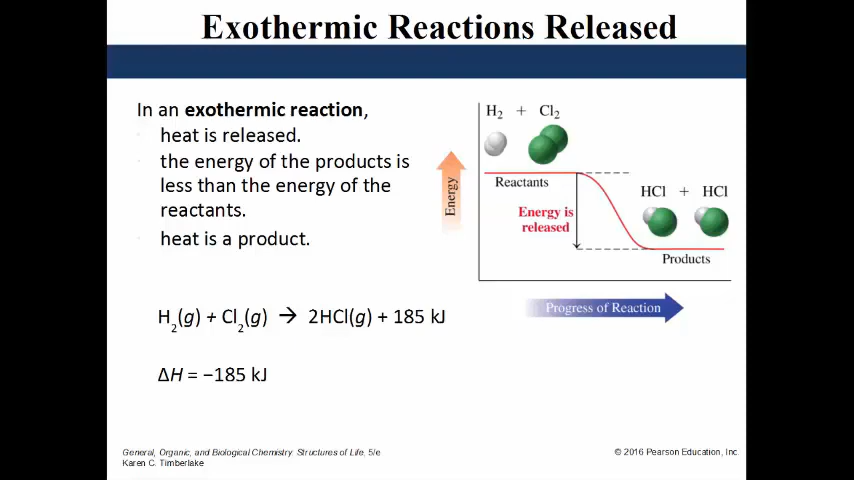 Exothermic Reactions Released
In an exothermic reaction,
heat is released.
the energy of the products is
less than the energy of the
reactants.
heat is a product.
H₂(g) + Cl₂(g) → 2HCl(g) + 185 kJ
ΔH = −185 kJ
H₂ + Cl₂
Reactants
Energy
Energy is
released
HCl + HCl
Products
Progress of Reaction
General, Organic, and Biological Chemistry: Structures of Life, 5/e
Karen C. Timberlake
© 2016 Pearson Education, Inc.